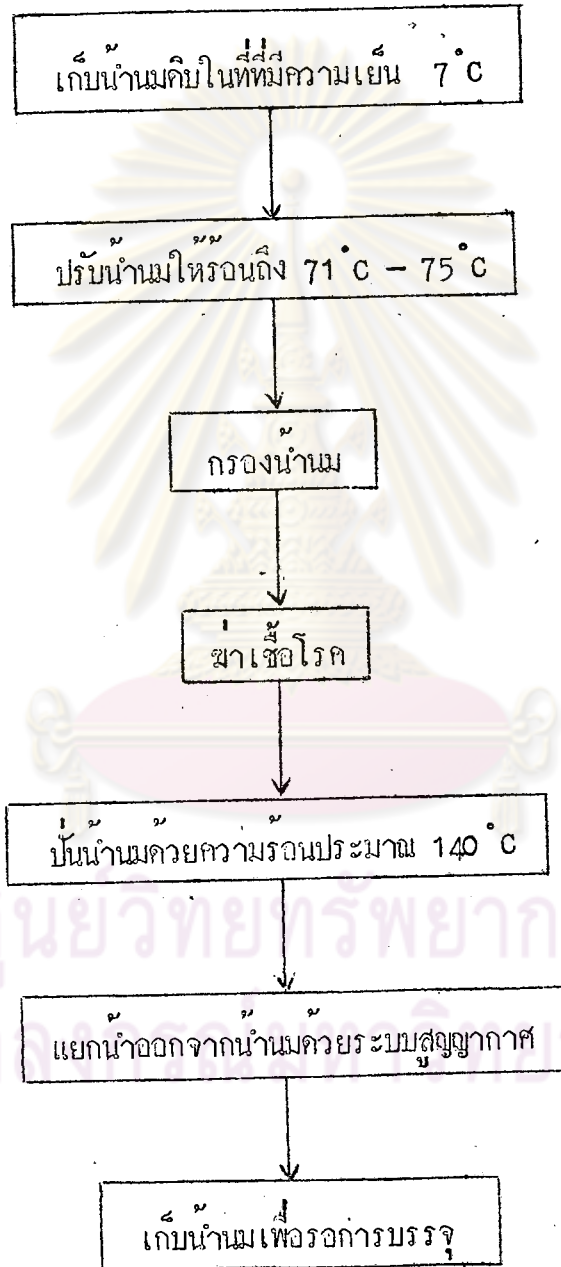 เก็บน้ำนมดิบในที่ที่มีความเย็น 7°C
ปรับน้ำนมให้ร้อนถึง 71°C - 75°C
กรองน้ำนม
ฆ่าเชื้อโรค
ปั่นน้ำนมด้วยความร้อนประมาณ 140°C
แยกน้ำออกจากน้ำนมด้วยระบบสูญญากาศ
เก็บน้ำนมเพื่อรอการบรรจุ